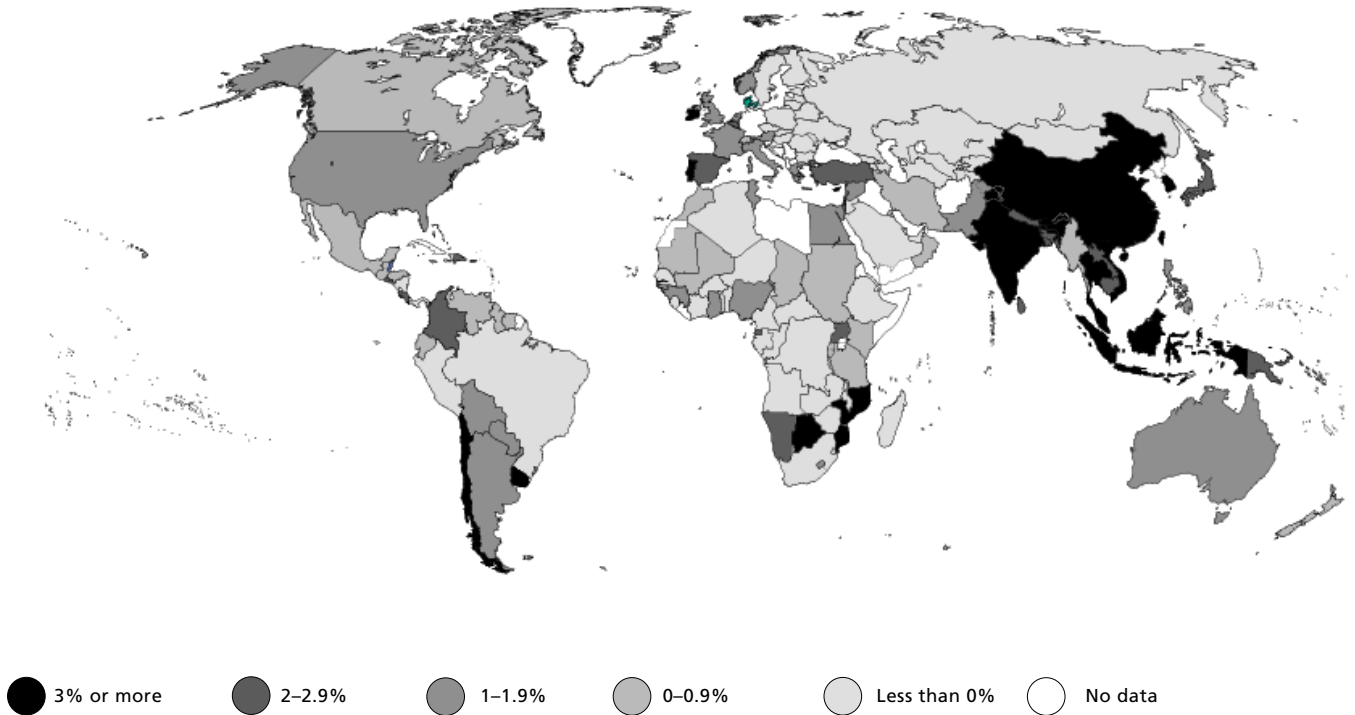 3% or more
2–2.9%
1–1.9%
0–0.9%
Less than 0%
No data